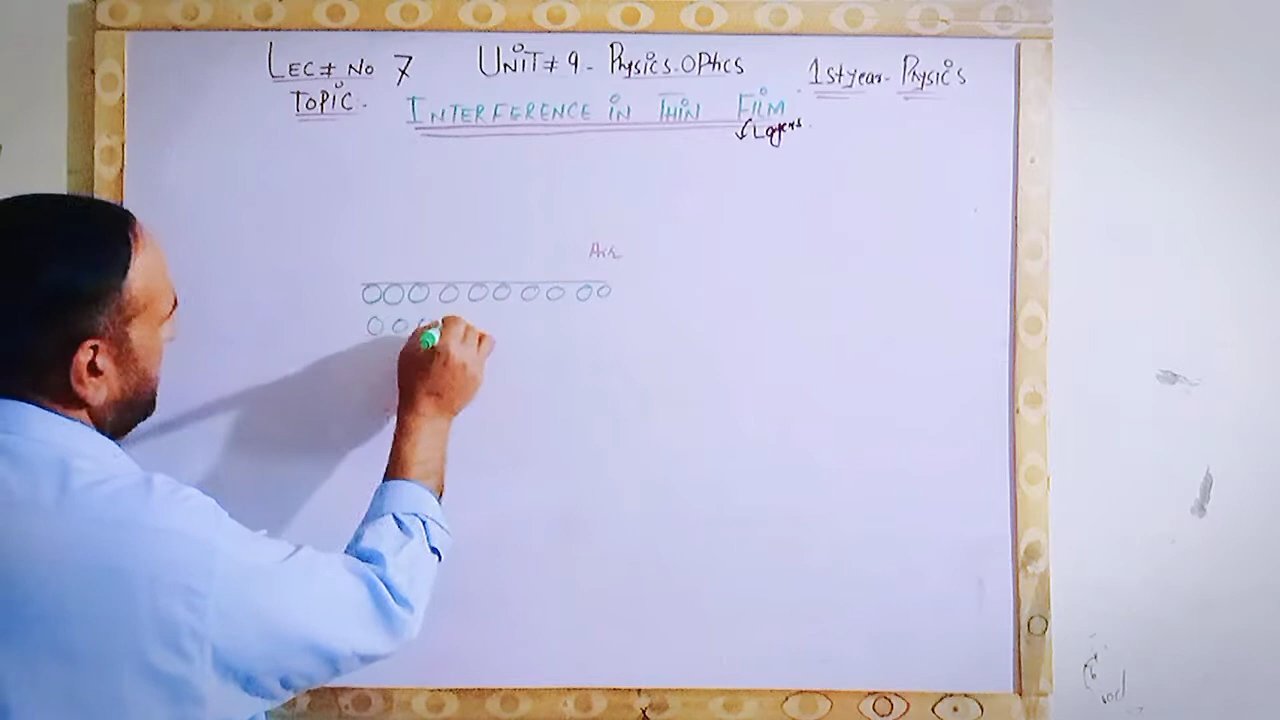 LEC # No 7 UNIT # 9 - PHYSICS.OPtics 1st year - PHYSICS
TOPIC - INTERFERENCE IN THIN FILM
Layers
Air